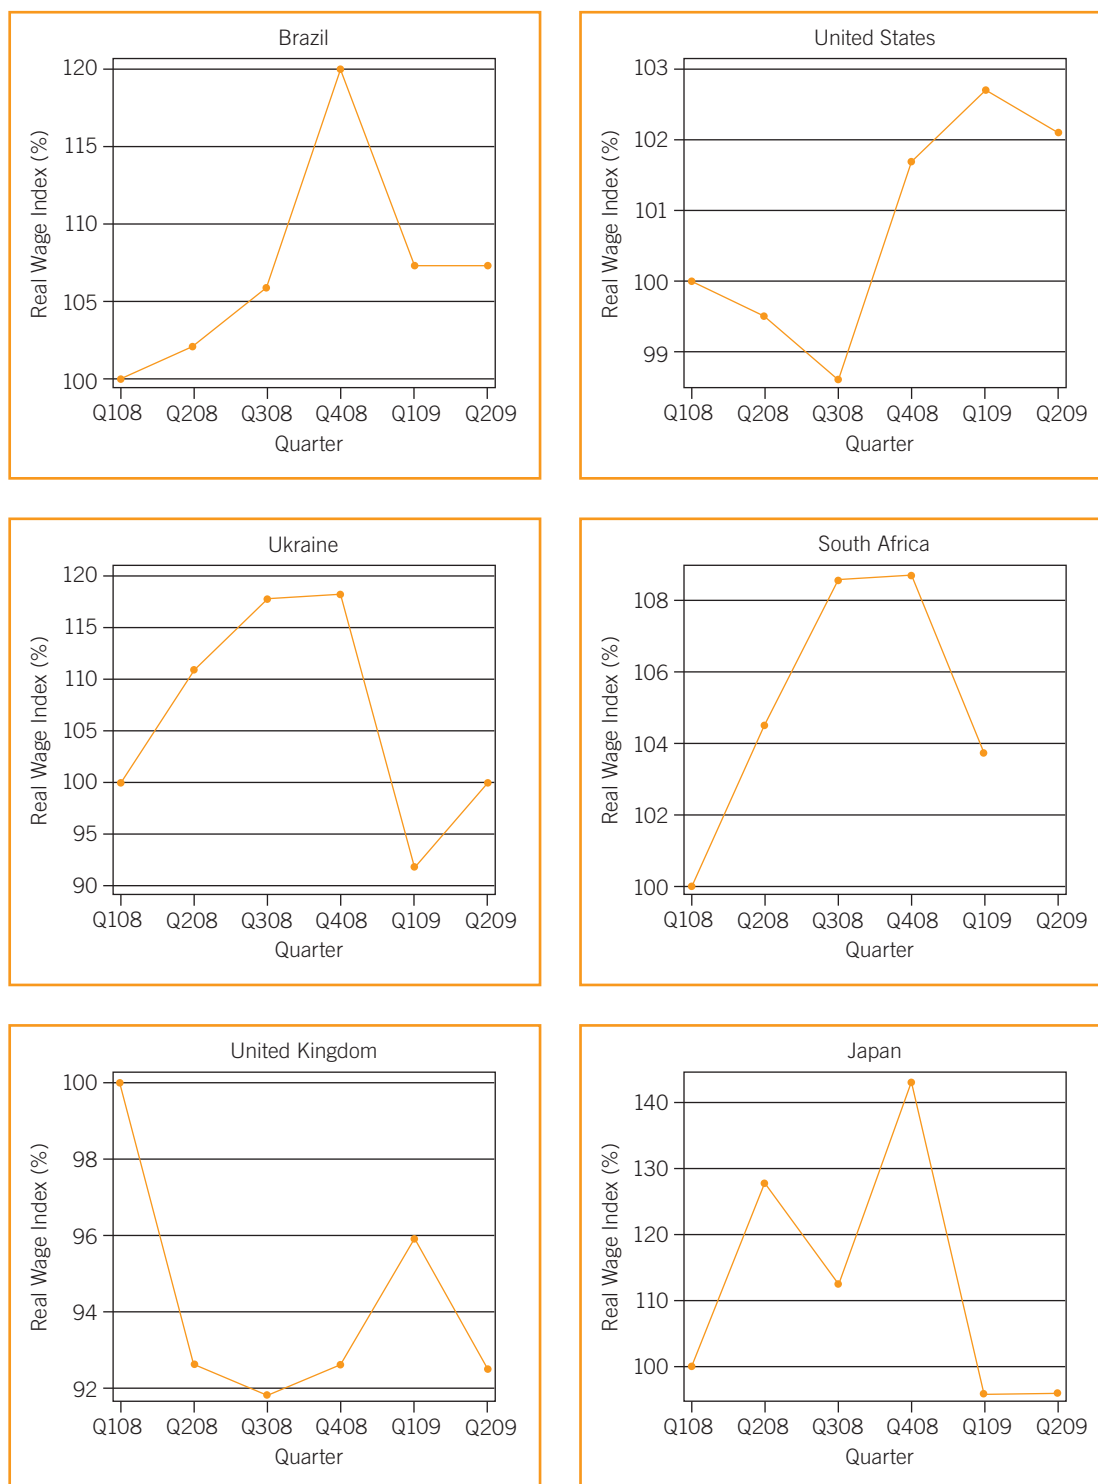 Brazil
Real Wage Index (%)
120
115
110
105
100
Q108 Q208 Q308 Q408 Q109 Q209
Quarter
United States
Real Wage Index (%)
103
102
101
100
99
Q108 Q208 Q308 Q408 Q109 Q209
Quarter
Ukraine
Real Wage Index (%)
120
115
110
105
100
95
90
Q108 Q208 Q308 Q408 Q109 Q209
Quarter
South Africa
Real Wage Index (%)
108
106
104
102
100
Q108 Q208 Q308 Q408 Q109 Q209
Quarter
United Kingdom
Real Wage Index (%)
100
98
96
94
92
Q108 Q208 Q308 Q408 Q109 Q209
Quarter
Japan
Real Wage Index (%)
140
130
120
110
100
Q108 Q208 Q308 Q408 Q109 Q209
Quarter